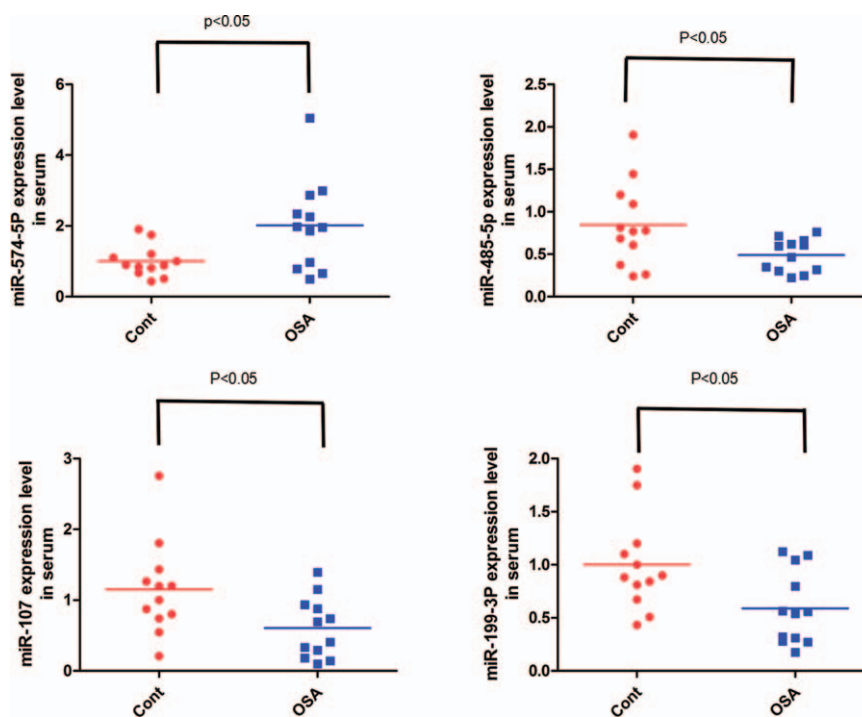 p<0.05
miR-574-5P expression level
in serum
6
4
2
0
Cont
OSA
P<0.05
miR-485-5p expression level
in serum
2.5
2.0
1.5
1.0
0.5
0.0
Cont
OSA
P<0.05
miR-107 expression level
in serum
3
2
1
0
Cont
OSA
P<0.05
miR-199-3P expression level
in serum
2.0
1.5
1.0
0.5
0.0
Cont
OSA